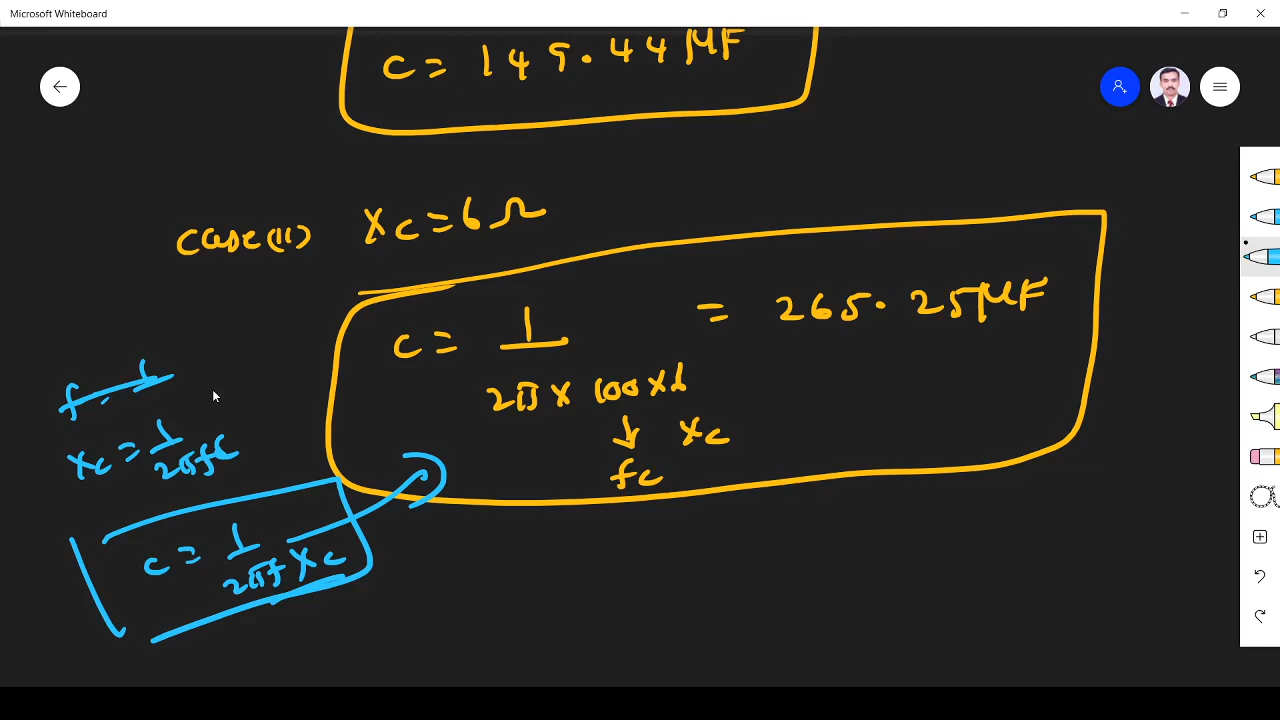 Microsoft Whiteboard
C = 149.44 μF
case(ii) Xc = 6 Ω
C = 1 / 2π × 100 × 6 = 265.25 μF
↓ Xc
fc
Xc = 1 / 2πfC
C = 1 / 2πf Xc